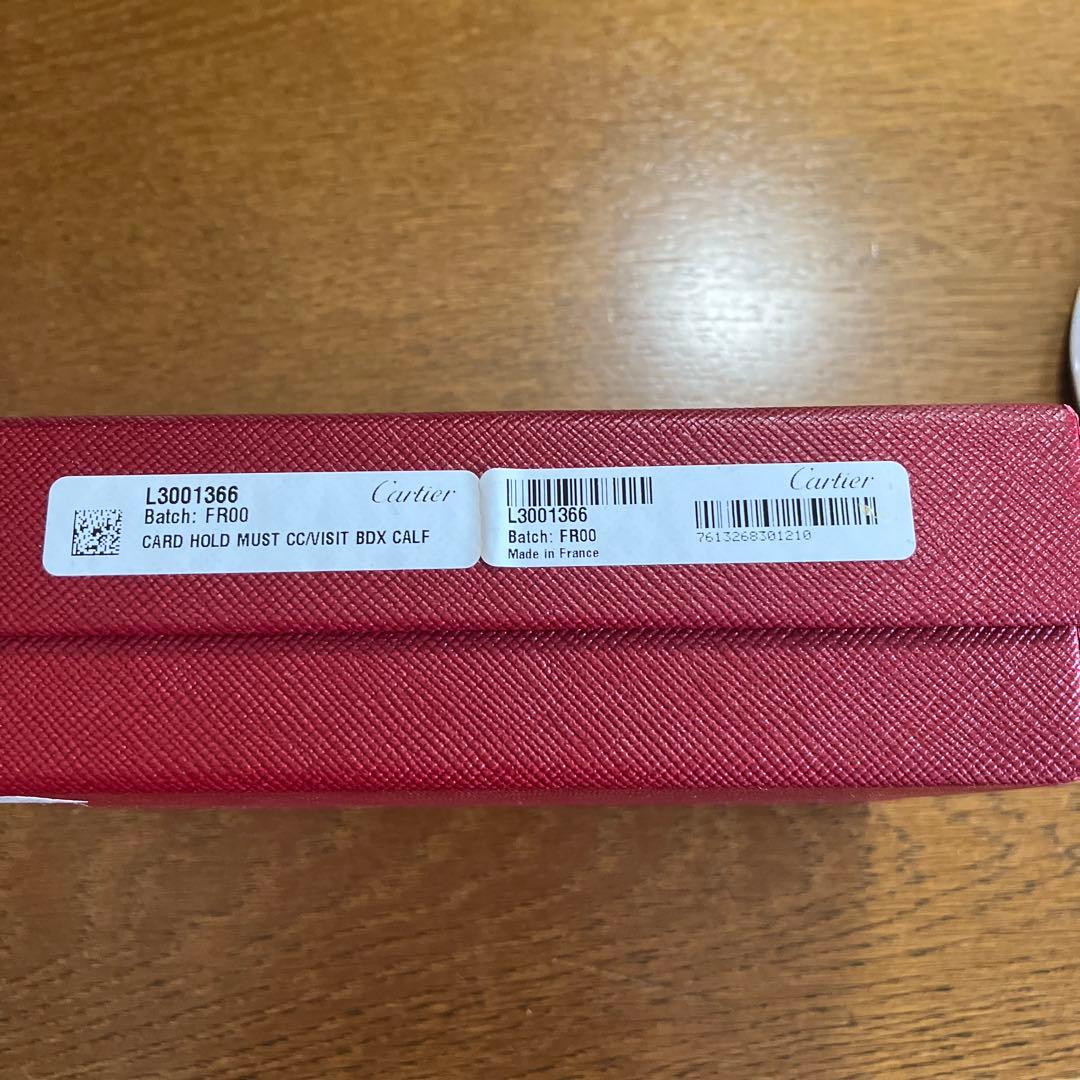 L3001366
Cartier
Batch: FR00
CARD HOLD MUST CC/VISIT BDX CALF
Cartier
L3001366
Batch: FR00
Made in France
7613268301210